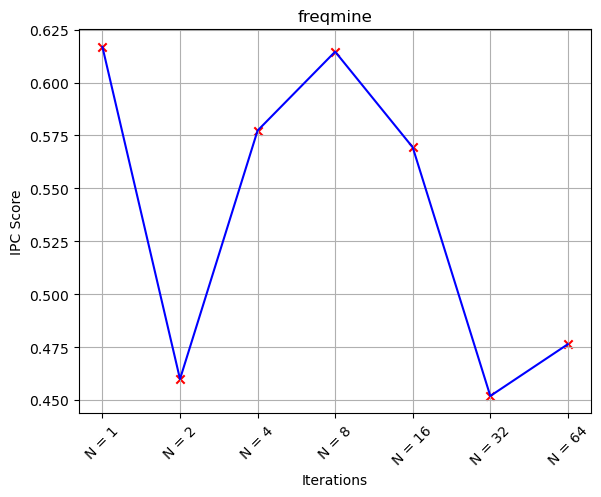 freqmine
0.625
0.600
0.575
0.550
0.525
0.500
0.475
0.450
IPC Score
N = 1
N = 2
N = 4
N = 8
N = 16
N = 32
N = 64
Iterations